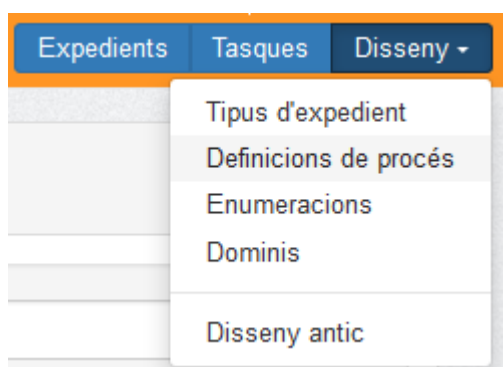 Expedients Tasques Disseny
Tipus d'expedient
Definicions de procés
Enumeracions
Dominis
Disseny antic